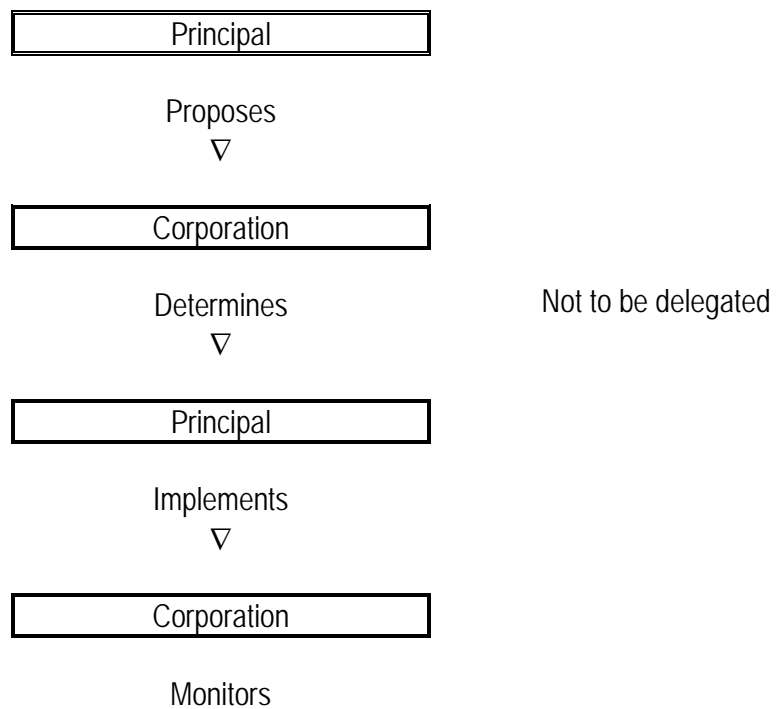 Principal
Proposes
∇
Corporation
Determines
Not to be delegated
∇
Principal
Implements
∇
Corporation
Monitors